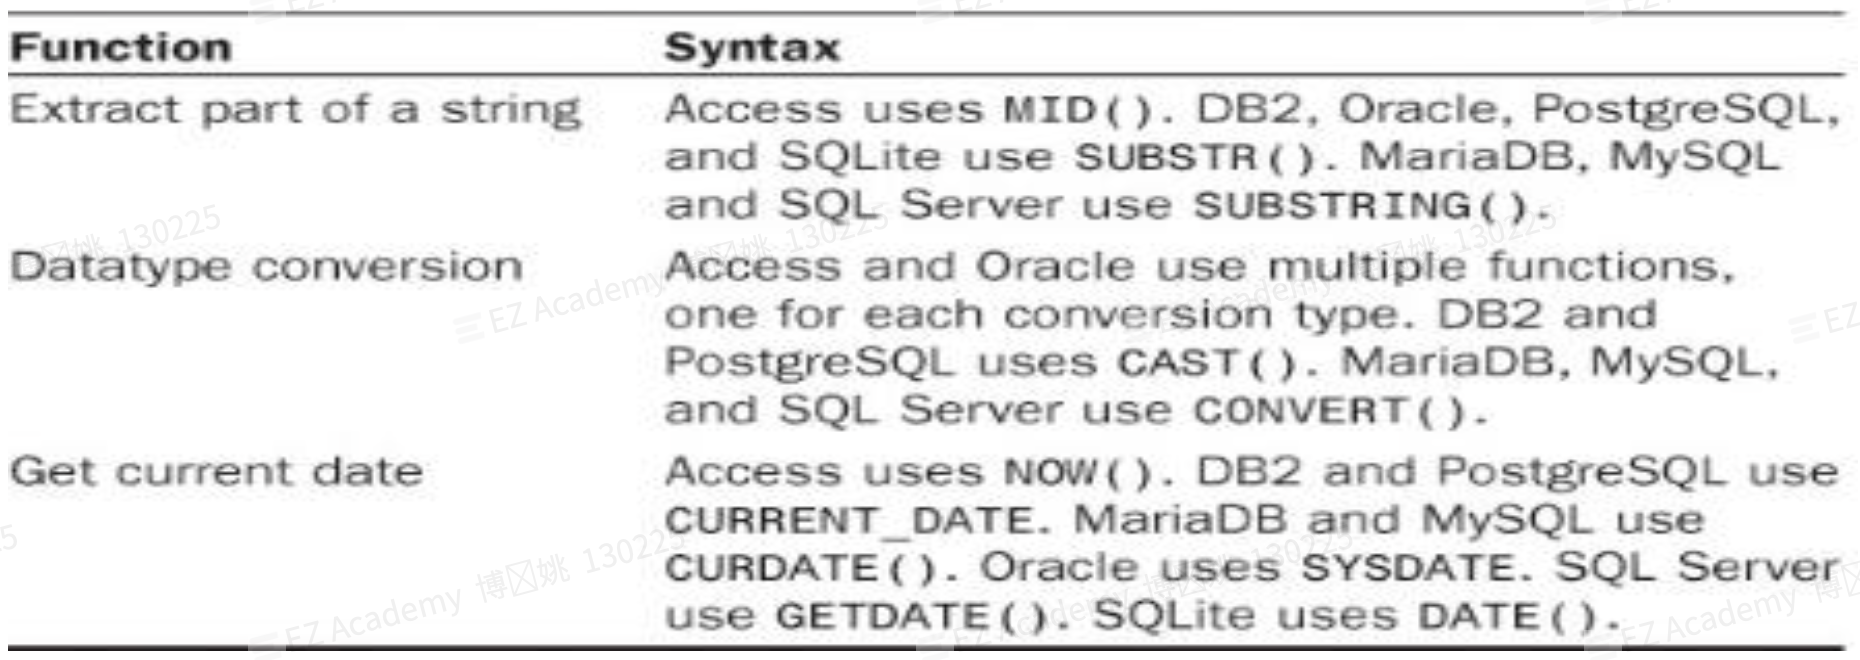 Function Syntax
Extract part of a string Access uses MID(). DB2, Oracle, PostgreSQL,
and SQLite use SUBSTR(). MariaDB, MySQL
and SQL Server use SUBSTRING().
Datatype conversion Access and Oracle use multiple functions,
one for each conversion type. DB2 and
PostgreSQL uses CAST(). MariaDB, MySQL,
and SQL Server use CONVERT().
Get current date Access uses NOW(). DB2 and PostgreSQL use
CURRENT_DATE. MariaDB and MySQL use
CURDATE(). Oracle uses SYSDATE. SQL Server
use GETDATE(). SQLite uses DATE().
EZ Academy 130225
EZ Academy 博 姚 130225